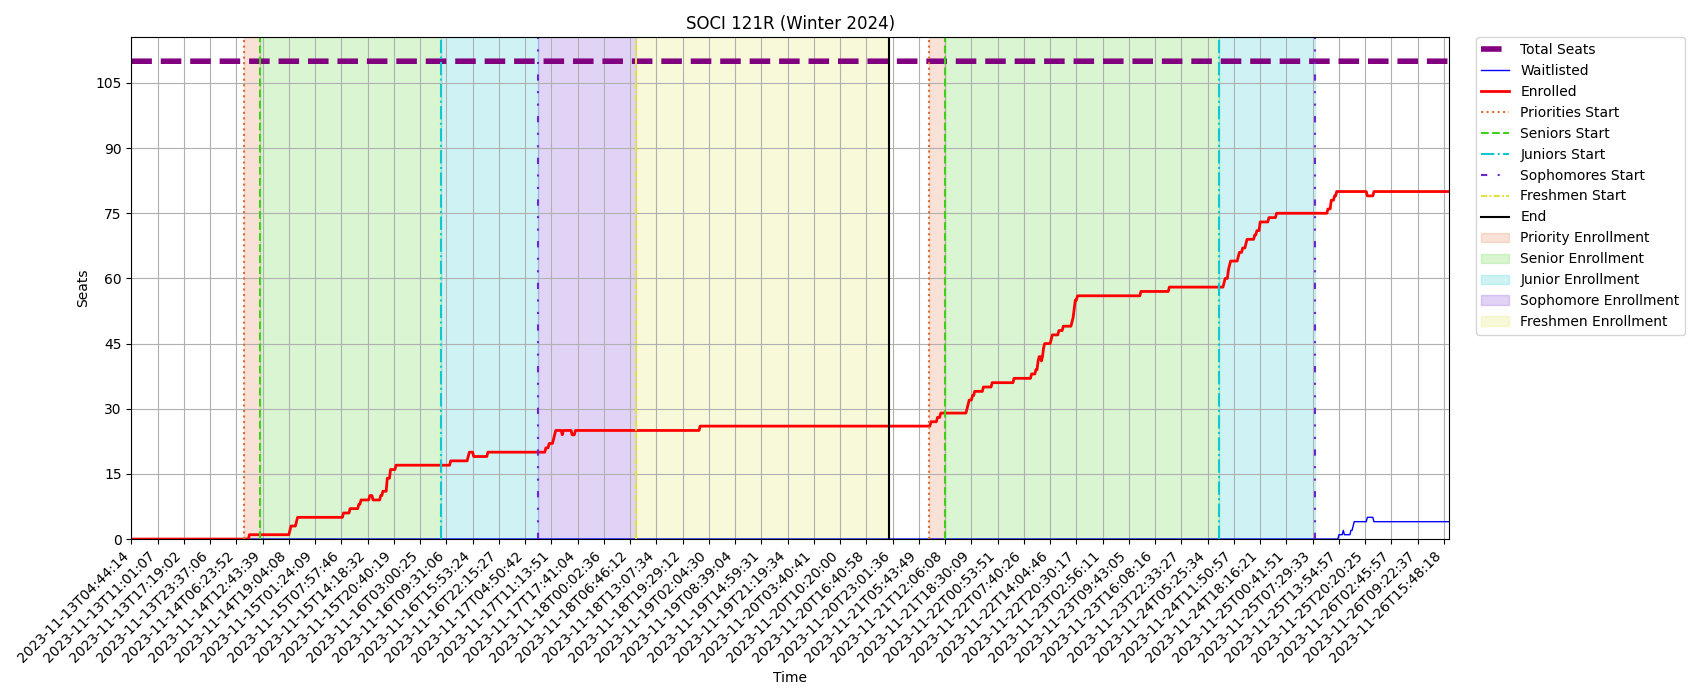 SOCI 121R (Winter 2024)
Seats
105
90
75
60
45
30
15
0
2023-11-13T04:44:14
2023-11-13T11:01:07
2023-11-13T17:19:02
2023-11-13T23:37:06
2023-11-14T06:23:52
2023-11-14T12:43:39
2023-11-14T19:04:08
2023-11-15T01:24:09
2023-11-15T07:57:46
2023-11-15T14:18:32
2023-11-15T20:40:19
2023-11-16T03:00:25
2023-11-16T09:31:06
2023-11-16T15:53:24
2023-11-16T22:15:27
2023-11-17T04:50:42
2023-11-17T11:13:51
2023-11-17T17:41:04
2023-11-18T00:02:36
2023-11-18T06:46:12
2023-11-18T13:07:34
2023-11-18T19:29:12
2023-11-19T02:04:30
2023-11-19T08:39:04
2023-11-19T14:59:31
2023-11-19T21:19:34
2023-11-20T03:40:41
2023-11-20T10:20:00
2023-11-20T16:40:58
2023-11-20T23:01:36
2023-11-21T05:43:49
2023-11-21T12:06:08
2023-11-21T18:30:09
2023-11-22T00:53:51
2023-11-22T07:40:26
2023-11-22T14:04:46
2023-11-22T20:30:17
2023-11-23T02:56:11
2023-11-23T09:43:05
2023-11-23T16:08:16
2023-11-23T22:33:27
2023-11-24T05:25:34
2023-11-24T11:50:57
2023-11-24T18:16:21
2023-11-25T00:41:51
2023-11-25T07:29:33
2023-11-25T13:54:57
2023-11-25T20:20:25
2023-11-26T02:45:57
2023-11-26T09:22:37
2023-11-26T15:48:18
Time
Total Seats
Waitlisted
Enrolled
Priorities Start
Seniors Start
Juniors Start
Sophomores Start
Freshmen Start
End
Priority Enrollment
Senior Enrollment
Junior Enrollment
Sophomore Enrollment
Freshmen Enrollment